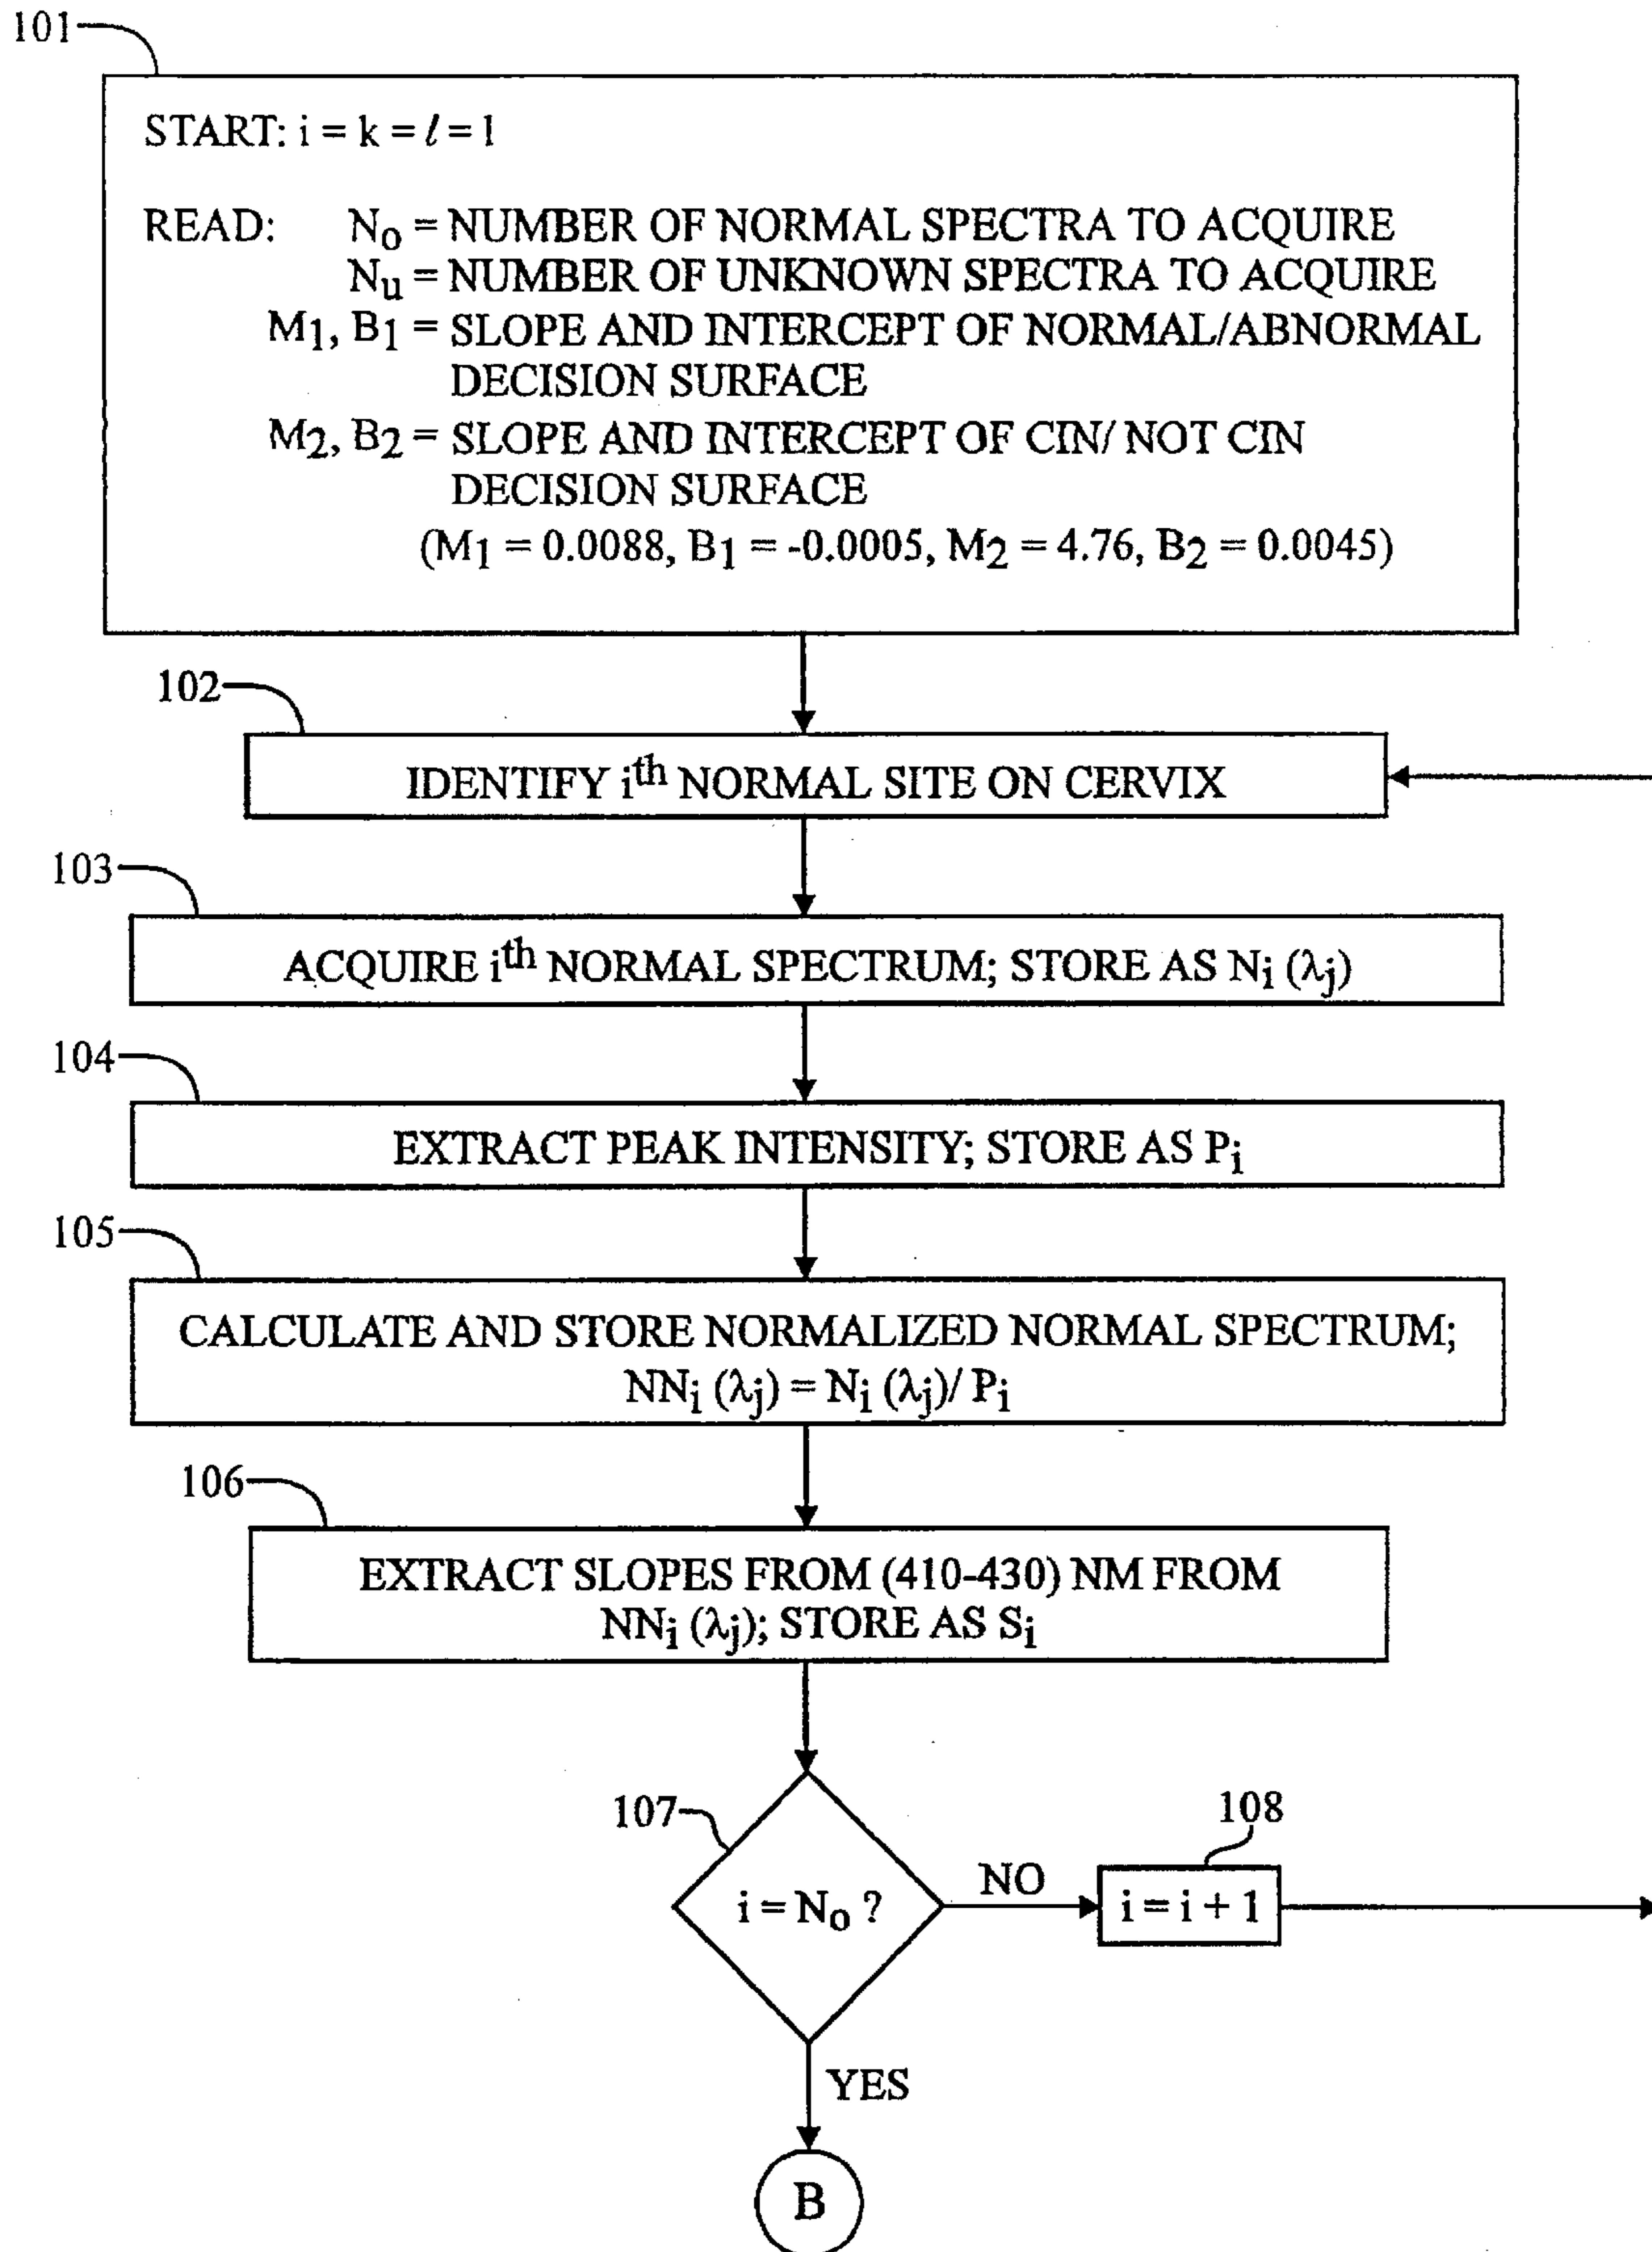 101
START: i = k = ℓ = 1
READ: N₀ = NUMBER OF NORMAL SPECTRA TO ACQUIRE
Nᵤ = NUMBER OF UNKNOWN SPECTRA TO ACQUIRE
M₁, B₁ = SLOPE AND INTERCEPT OF NORMAL/ABNORMAL
DECISION SURFACE
M₂, B₂ = SLOPE AND INTERCEPT OF CIN/ NOT CIN
DECISION SURFACE
(M₁ = 0.0088, B₁ = -0.0005, M₂ = 4.76, B₂ = 0.0045)
102
IDENTIFY iᵗʰ NORMAL SITE ON CERVIX
103
ACQUIRE iᵗʰ NORMAL SPECTRUM; STORE AS Nᵢ (λⱼ)
104
EXTRACT PEAK INTENSITY; STORE AS Pᵢ
105
CALCULATE AND STORE NORMALIZED NORMAL SPECTRUM;
NNᵢ (λⱼ) = Nᵢ (λⱼ)/ Pᵢ
106
EXTRACT SLOPES FROM (410-430) NM FROM
NNᵢ (λⱼ); STORE AS Sᵢ
107
i = N₀ ?
NO
108
i = i + 1
YES
B